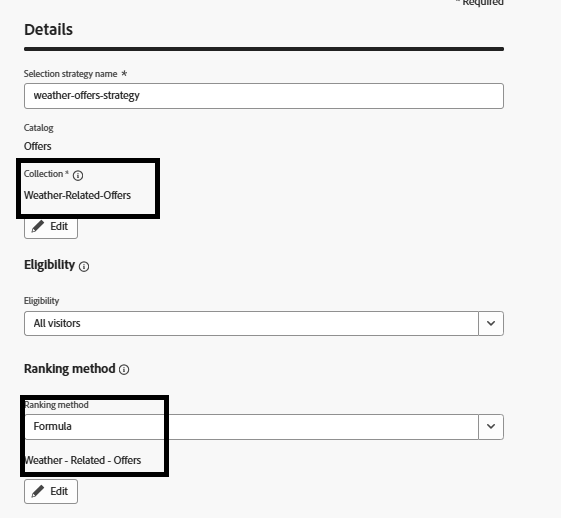 * Required
Details
Selection strategy name *
weather-offers-strategy
Catalog
Offers
Collection *
Weather-Related-Offers
Edit
Eligibility
Eligibility
All visitors
Ranking method
Ranking method
Formula
Weather - Related - Offers
Edit